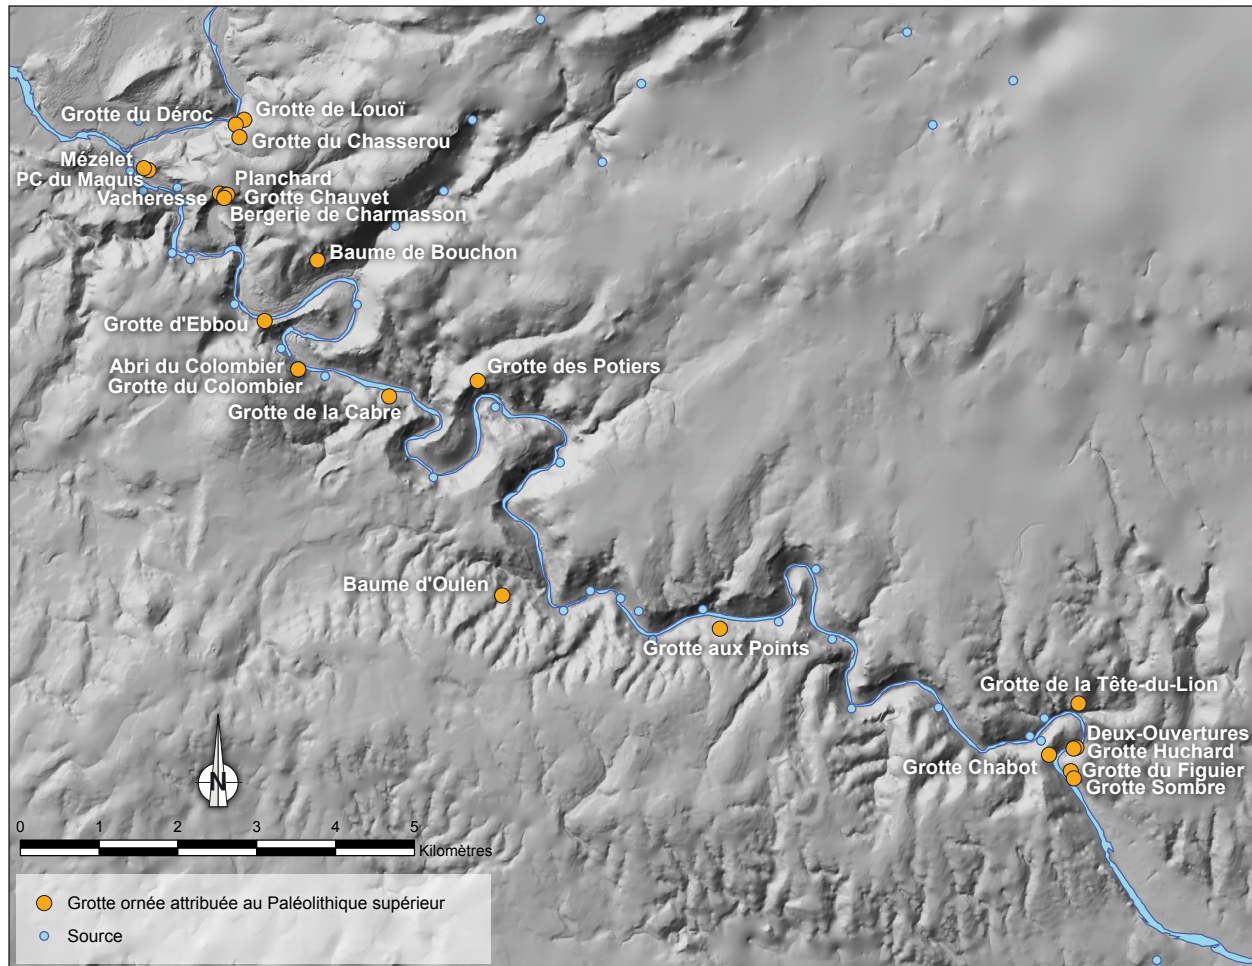 Grotte de Louoï
Grotte du Déroc
Grotte du Chasserou
Mézelet
PC du Maquis
Planchard
Vacheresse
Grotte Chauvet
Bergerie de Charmasson
Baume de Bouchon
Grotte d'Ebbou
Abri du Colombier
Grotte du Colombier
Grotte des Potiers
Grotte de la Cabre
Baume d'Oulen
Grotte aux Points
Grotte de la Tête-du-Lion
Deux-Ouvertures
Grotte Huchard
Grotte Chabot
Grotte du Figuier
Grotte Sombre
N
0 1 2 3 4 5
Kilomètres
Grotte ornée attribuée au Paléolithique supérieur
Source